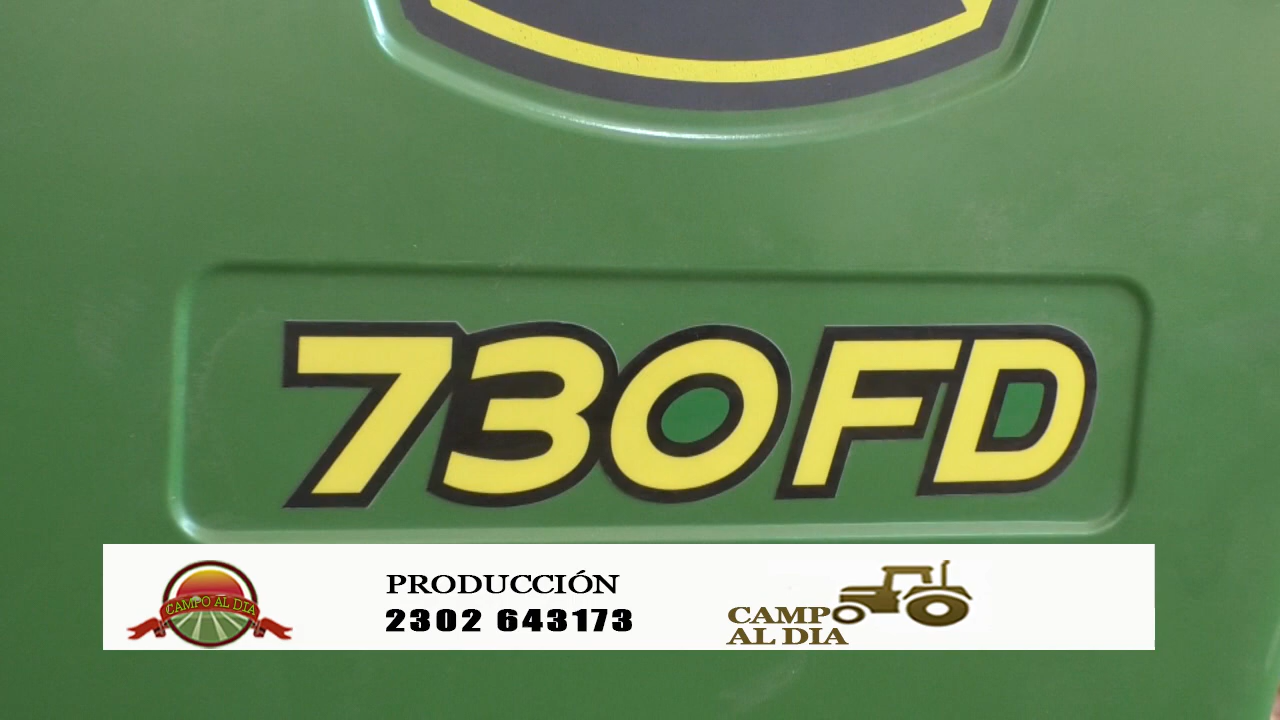 730FD
CAMPO AL DIA
PRODUCCIÓN
2302 643173
CAMPO
AL DIA